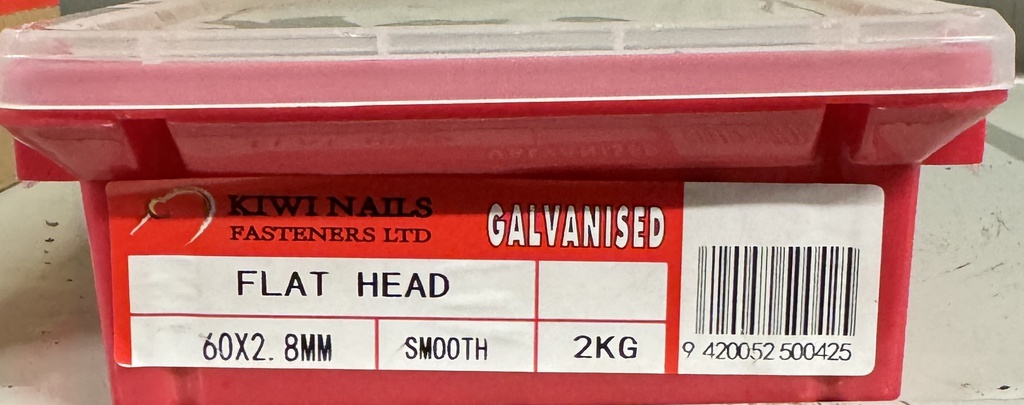 KIWI NAILS
FASTENERS LTD
GALVANISED
FLAT HEAD
60X2.8MM
SMOOTH
2KG
9 420052 500425